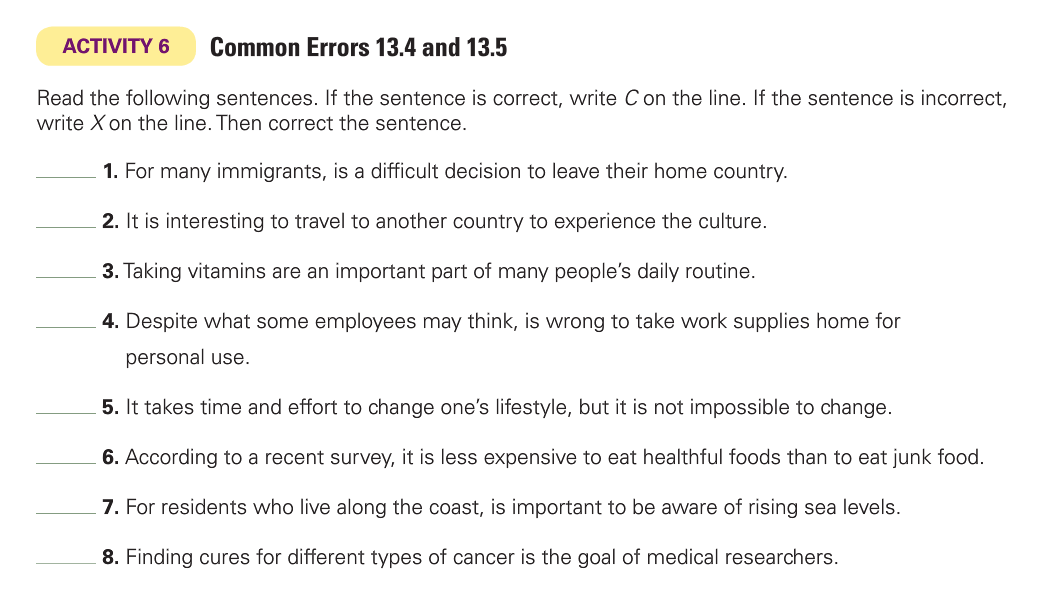 ACTIVITY 6 Common Errors 13.4 and 13.5
Read the following sentences. If the sentence is correct, write C on the line. If the sentence is incorrect,
write X on the line. Then correct the sentence.
______ 1. For many immigrants, is a difficult decision to leave their home country.
______ 2. It is interesting to travel to another country to experience the culture.
______ 3. Taking vitamins are an important part of many people’s daily routine.
______ 4. Despite what some employees may think, is wrong to take work supplies home for
personal use.
______ 5. It takes time and effort to change one’s lifestyle, but it is not impossible to change.
______ 6. According to a recent survey, it is less expensive to eat healthful foods than to eat junk food.
______ 7. For residents who live along the coast, is important to be aware of rising sea levels.
______ 8. Finding cures for different types of cancer is the goal of medical researchers.